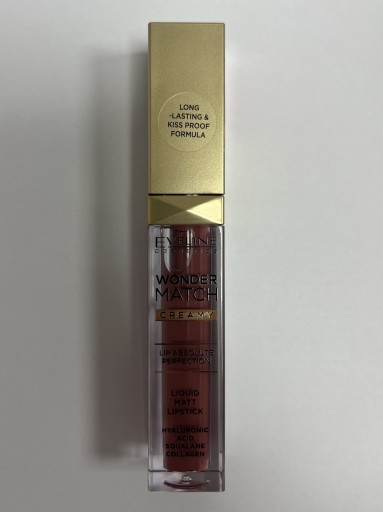 LONG
-LASTING &
KISS PROOF
FORMULA
EVELINE
COSMETICS
WONDER
MATCH
CREAMY
LIP ABSOLUTE
PERFECTION
LIQUID
MATT
LIPSTICK
HYALURONIC
ACID
SQUALANE
COLLAGEN